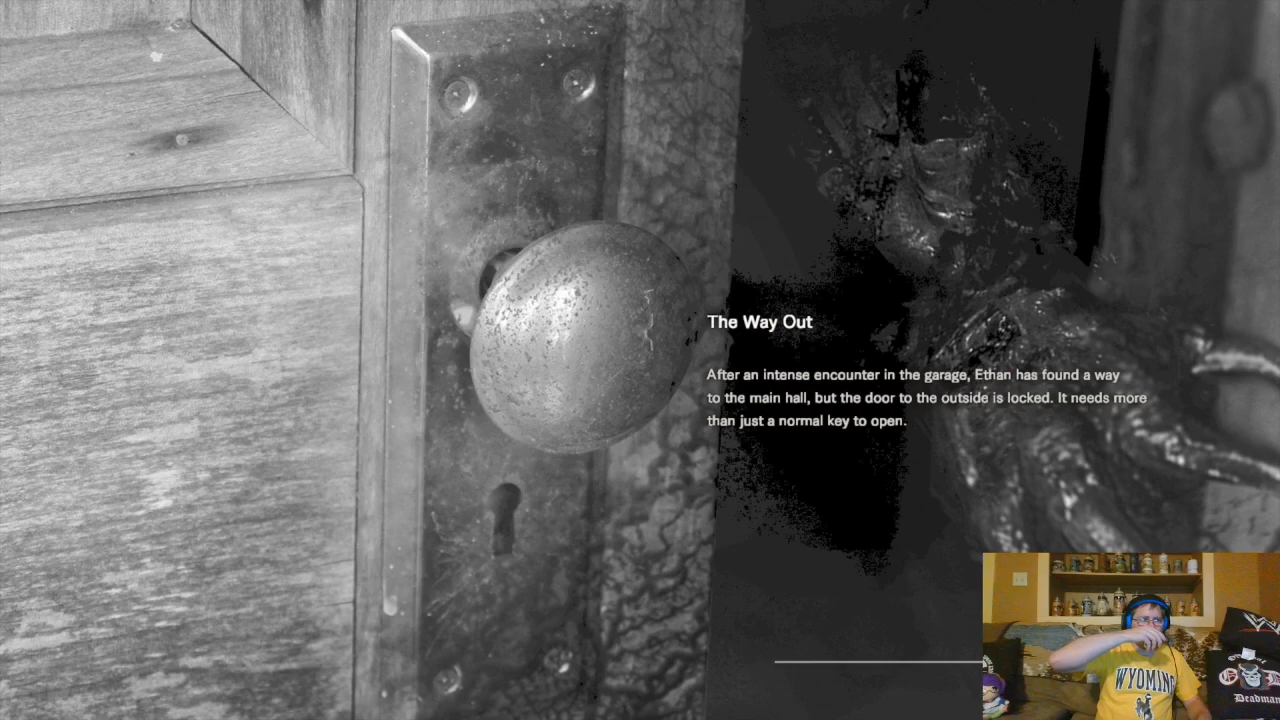 The Way Out
After an intense encounter in the garage, Ethan has found a way
to the main hall, but the door to the outside is locked. It needs more
than just a normal key to open.
WYOMING
Deadman